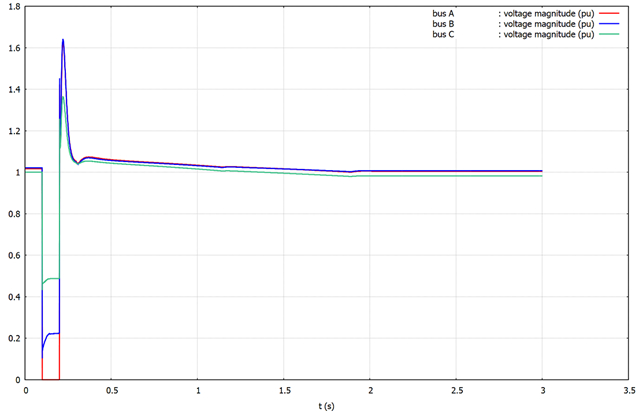 1.8
bus A : voltage magnitude (pu)
bus B : voltage magnitude (pu)
bus C : voltage magnitude (pu)
1.6
1.4
1.2
1
0.8
0.6
0.4
0.2
0
0 0.5 1 1.5 2 2.5 3 3.5
t (s)